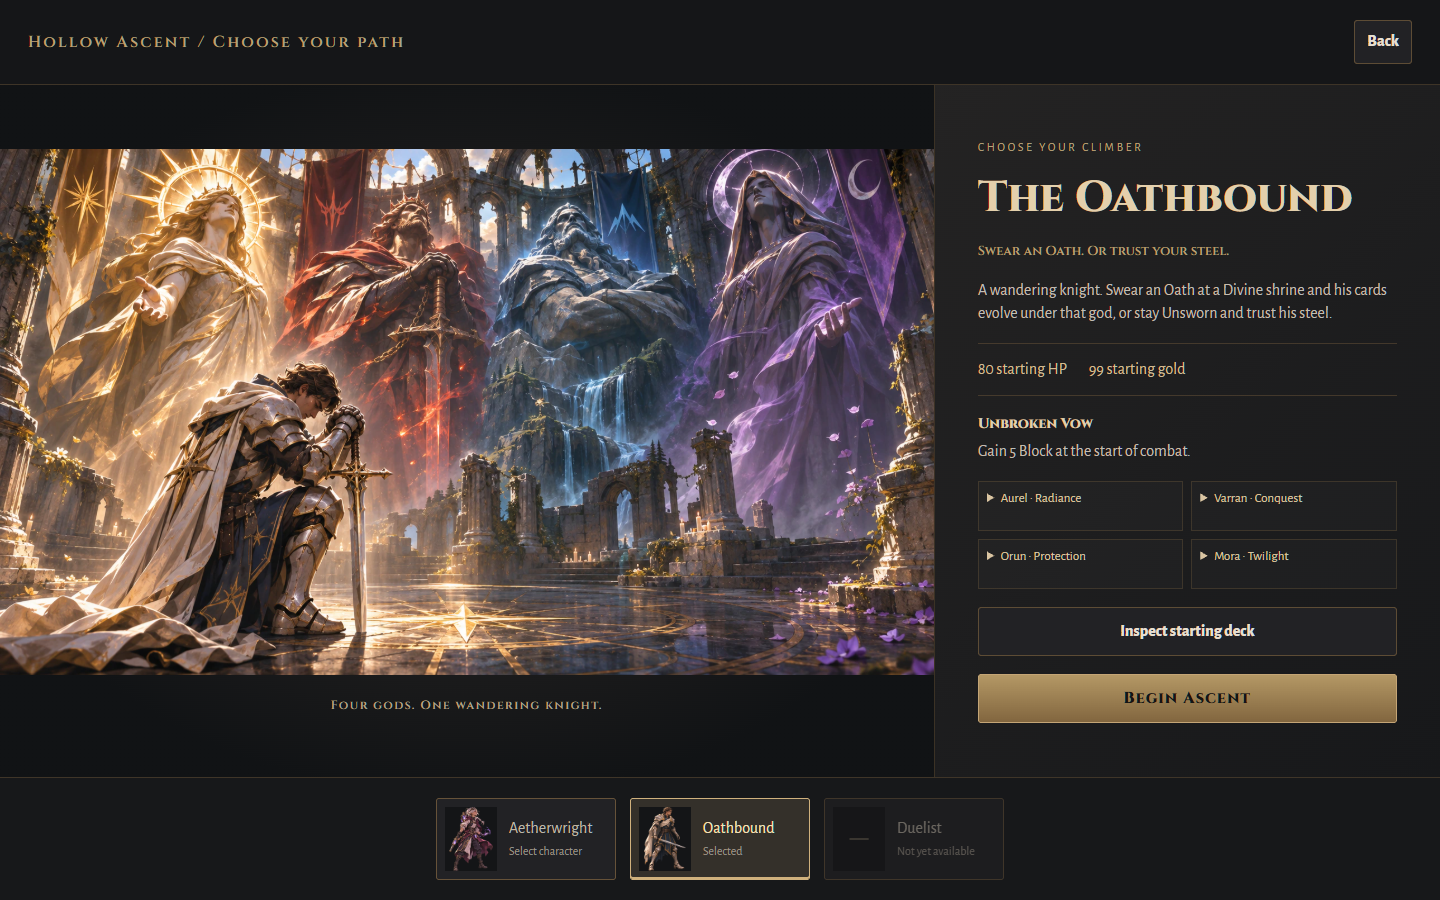 Hollow Ascent / Choose your path
Back
CHOOSE YOUR CLIMBER
The Oathbound
Swear an Oath. Or trust your steel.
A wandering knight. Swear an Oath at a Divine shrine and his cards
evolve under that god, or stay Unsworn and trust his steel.
80 starting HP 99 starting gold
Unbroken Vow
Gain 5 Block at the start of combat.
Aurel · Radiance
Varran · Conquest
Orun · Protection
Mora · Twilight
Inspect starting deck
Begin Ascent
Four gods. One wandering knight.
Aetherwright
Select character
Oathbound
Selected
Duelist
Not yet available